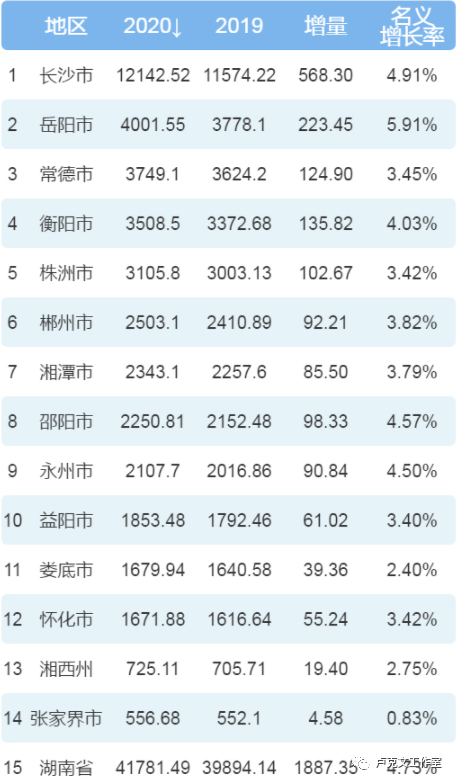 地区 2020↓ 2019 增量 名义增长率
1 长沙市 12142.52 11574.22 568.30 4.91%
2 岳阳市 4001.55 3778.1 223.45 5.91%
3 常德市 3749.1 3624.2 124.90 3.45%
4 衡阳市 3508.5 3372.68 135.82 4.03%
5 株洲市 3105.8 3003.13 102.67 3.42%
6 郴州市 2503.1 2410.89 92.21 3.82%
7 湘潭市 2343.1 2257.6 85.50 3.79%
8 邵阳市 2250.81 2152.48 98.33 4.57%
9 永州市 2107.7 2016.86 90.84 4.50%
10 益阳市 1853.48 1792.46 61.02 3.40%
11 娄底市 1679.94 1640.58 39.36 2.40%
12 怀化市 1671.88 1616.64 55.24 3.42%
13 湘西州 725.11 705.71 19.40 2.75%
14 张家界市 556.68 552.1 4.58 0.83%
15 湖南省 41781.49 39894.14 1887.35 4.73%
卢克文工作室